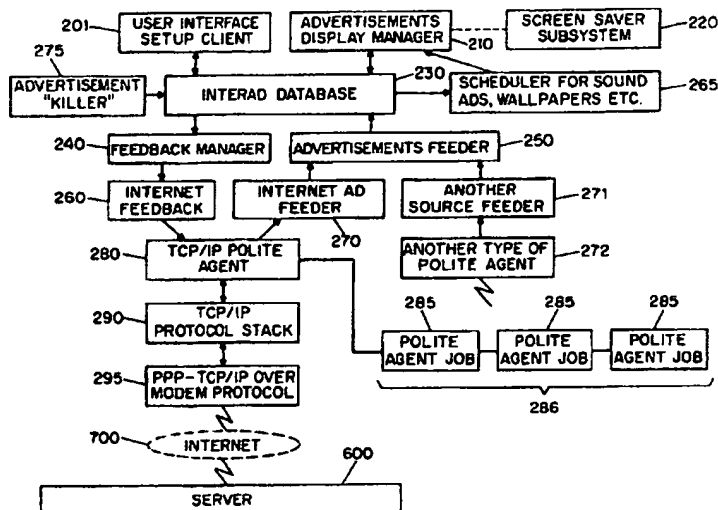 201
USER INTERFACE
SETUP CLIENT
ADVERTISEMENTS
DISPLAY MANAGER
210
SCREEN SAVER
SUBSYSTEM
220
275
ADVERTISEMENT
"KILLER"
INTERAD DATABASE
230
SCHEDULER FOR SOUND
ADS, WALLPAPERS ETC.
265
240
FEEDBACK MANAGER
ADVERTISEMENTS FEEDER
250
260
INTERNET
FEEDBACK
INTERNET AD
FEEDER
270
ANOTHER
SOURCE FEEDER
271
280
TCP/IP POLITE
AGENT
ANOTHER TYPE OF
POLITE AGENT
272
290
TCP/IP
PROTOCOL STACK
285
285
285
POLITE
AGENT JOB
POLITE
AGENT JOB
POLITE
AGENT JOB
286
295
PPP-TCP/IP OVER
MODEM PROTOCOL
700
INTERNET
600
SERVER